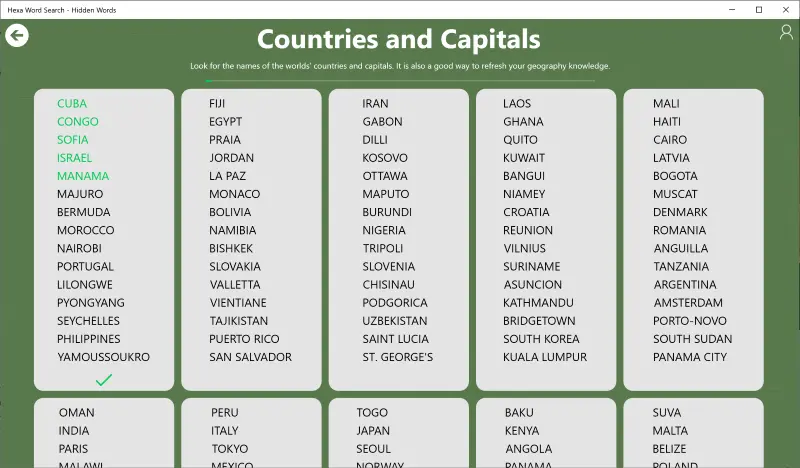 Hexa Word Search - Hidden Words
Countries and Capitals
Look for the names of the worlds' countries and capitals. It is also a good way to refresh your geography knowledge.
CUBA
CONGO
SOFIA
ISRAEL
MANAMA
MAJURO
BERMUDA
MOROCCO
NAIROBI
PORTUGAL
LILONGWE
PYONGYANG
SEYCHELLES
PHILIPPINES
YAMOUSSOUKRO
FIJI
EGYPT
PRAIA
JORDAN
LA PAZ
MONACO
BOLIVIA
NAMIBIA
BISHKEK
SLOVAKIA
VALLETTA
VIENTIANE
TAJIKISTAN
PUERTO RICO
SAN SALVADOR
IRAN
GABON
DILLI
KOSOVO
OTTAWA
MAPUTO
BURUNDI
NIGERIA
TRIPOLI
SLOVENIA
CHISINAU
PODGORICA
UZBEKISTAN
SAINT LUCIA
ST. GEORGE'S
LAOS
GHANA
QUITO
KUWAIT
BANGUI
NIAMEY
CROATIA
REUNION
VILNIUS
SURINAME
ASUNCION
KATHMANDU
BRIDGETOWN
SOUTH KOREA
KUALA LUMPUR
MALI
HAITI
CAIRO
LATVIA
BOGOTA
MUSCAT
DENMARK
ROMANIA
ANGUILLA
TANZANIA
ARGENTINA
AMSTERDAM
PORTO-NOVO
SOUTH SUDAN
PANAMA CITY
OMAN
INDIA
PARIS
MALAWI
PERU
ITALY
TOKYO
MEXICO
TOGO
JAPAN
SEOUL
NORWAY
BAKU
KENYA
ANGOLA
PANAMA
SUVA
MALTA
BELIZE
POLAND